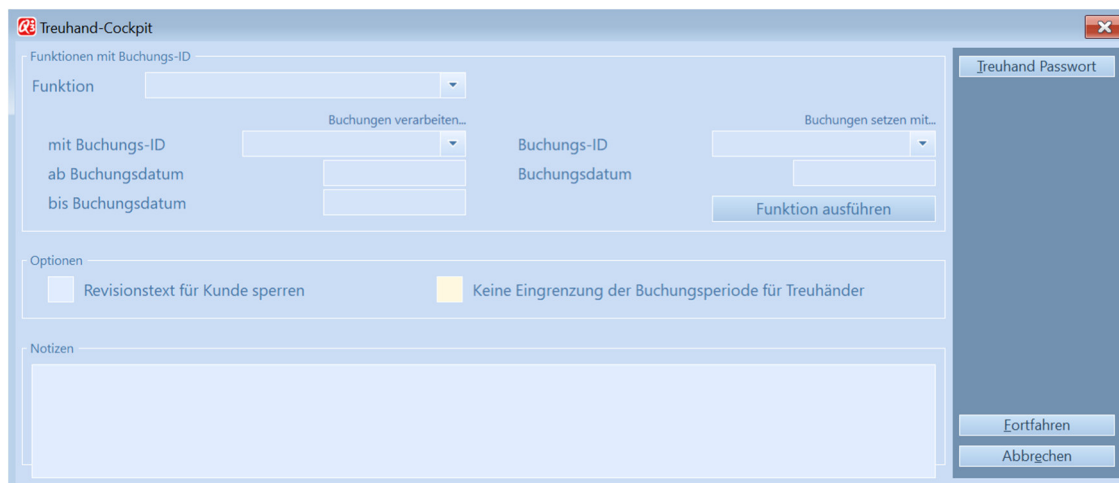 Treuhand-Cockpit
Funktionen mit Buchungs-ID
Treuhand Passwort
Funktion
Buchungen verarbeiten...
Buchungen setzen mit...
mit Buchungs-ID
Buchungs-ID
ab Buchungsdatum
Buchungsdatum
bis Buchungsdatum
Funktion ausführen
Optionen
Revisionstext für Kunde sperren
Keine Eingrenzung der Buchungsperiode für Treuhänder
Notizen
Fortfahren
Abbrechen